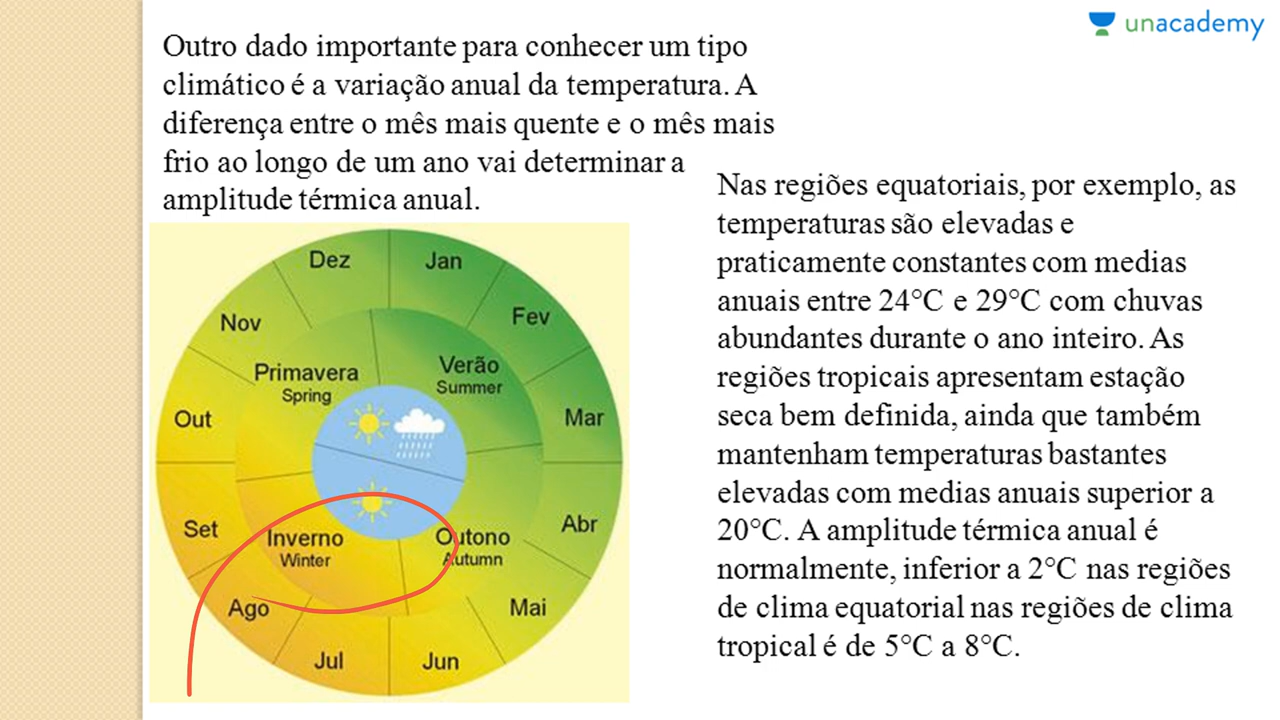 unacademy
Outro dado importante para conhecer um tipo
climático é a variação anual da temperatura. A
diferença entre o mês mais quente e o mês mais
frio ao longo de um ano vai determinar a
amplitude térmica anual.
Nas regiões equatoriais, por exemplo, as
temperaturas são elevadas e
praticamente constantes com medias
anuais entre 24°C e 29°C com chuvas
abundantes durante o ano inteiro. As
regiões tropicais apresentam estação
seca bem definida, ainda que também
mantenham temperaturas bastantes
elevadas com medias anuais superior a
20°C. A amplitude térmica anual é
normalmente, inferior a 2°C nas regiões
de clima equatorial nas regiões de clima
tropical é de 5°C a 8°C.
Dez
Jan
Nov
Fev
Primavera
Spring
Verão
Summer
Out
Mar
Set
Inverno
Winter
Outono
Autumn
Abr
Ago
Mai
Jul
Jun